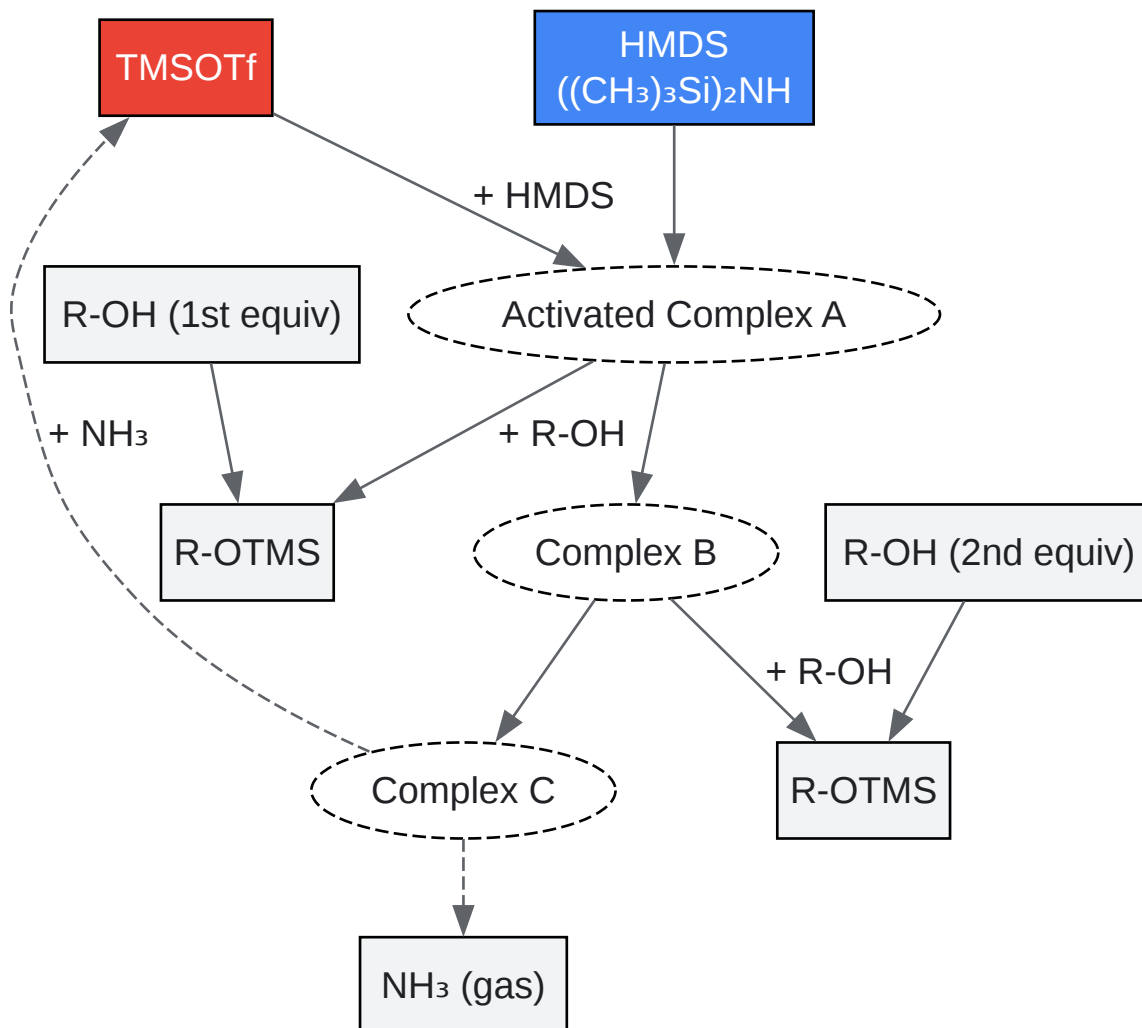 TMSOTf
HMDS
((CH₃)₃Si)₂NH
+ HMDS
R-OH (1st equiv)
Activated Complex A
+ NH₃
+ R-OH
R-OTMS
Complex B
R-OH (2nd equiv)
+ R-OH
Complex C
R-OTMS
NH₃ (gas)